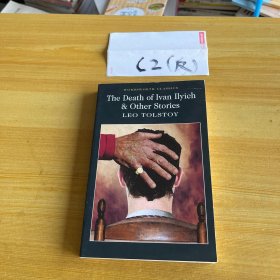 C2(R)
WORDSWORTH CLASSICS
The Death of Ivan Ilyich
& Other Stories
LEO TOLSTOY